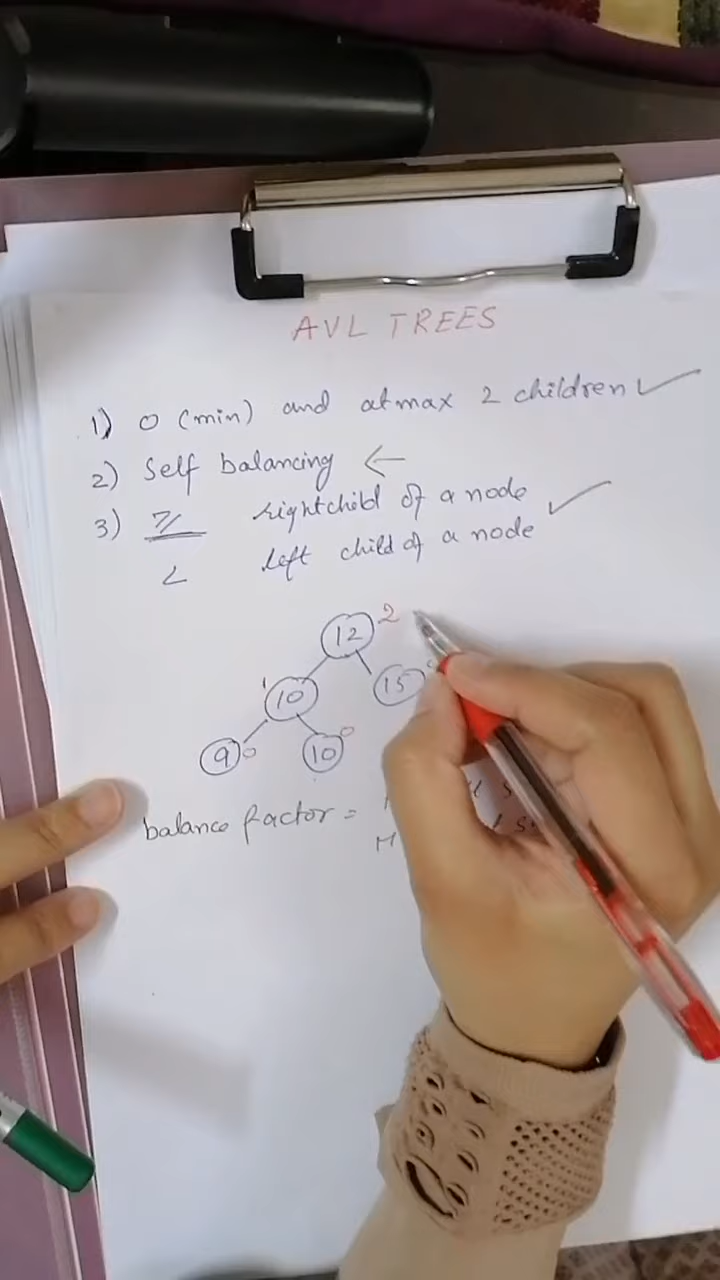 AVL TREES
1) 0 (min) and atmax 2 children
2) Self balancing ←
3) ≥ rightchild of a node
< left child of a node
12 2
1 10 15
9 0 10 0
balance factor =
H